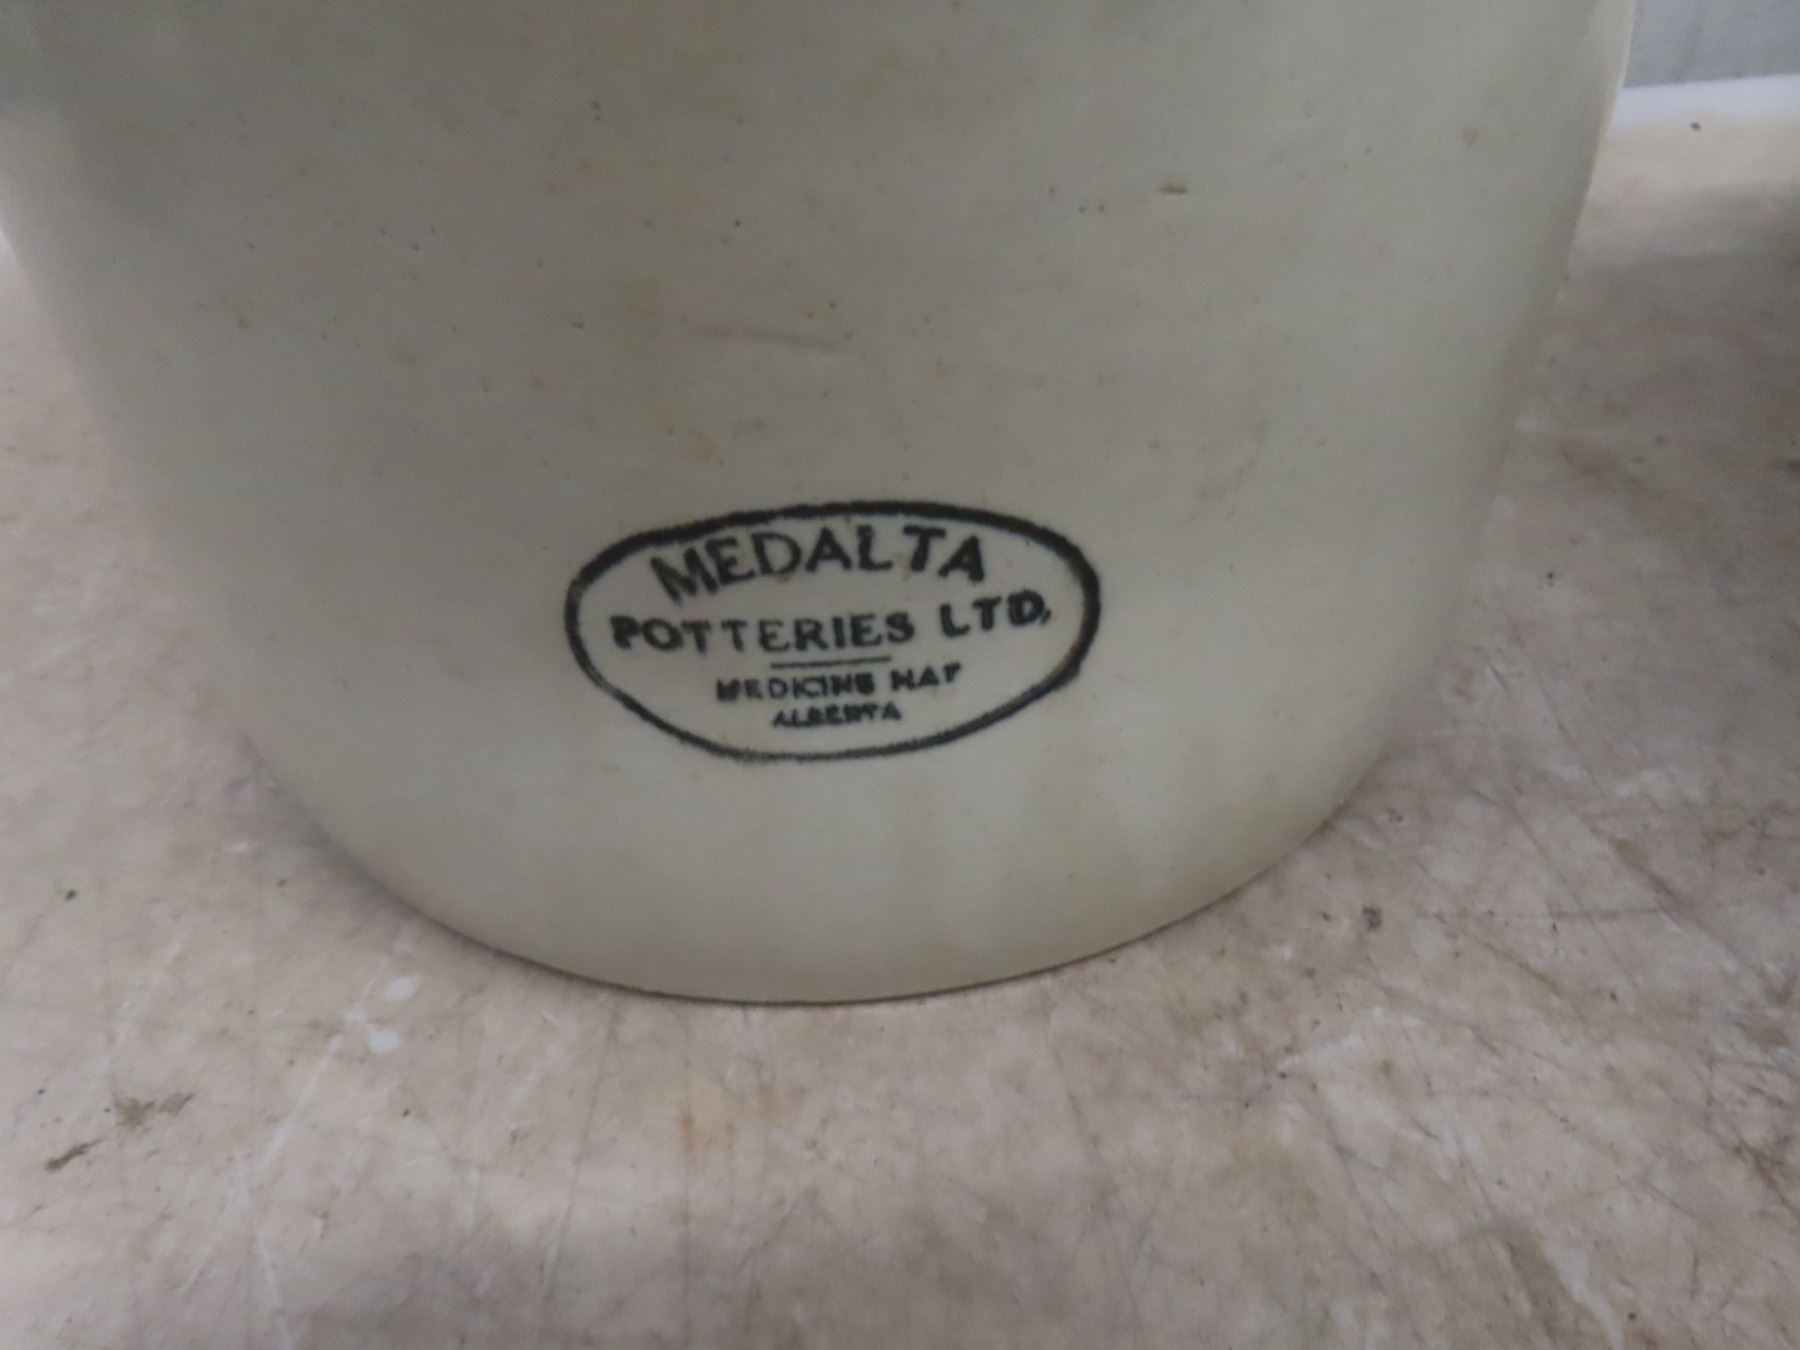 MEDALTA
POTTERIES LTD.
MEDICINE HAT
ALBERTA